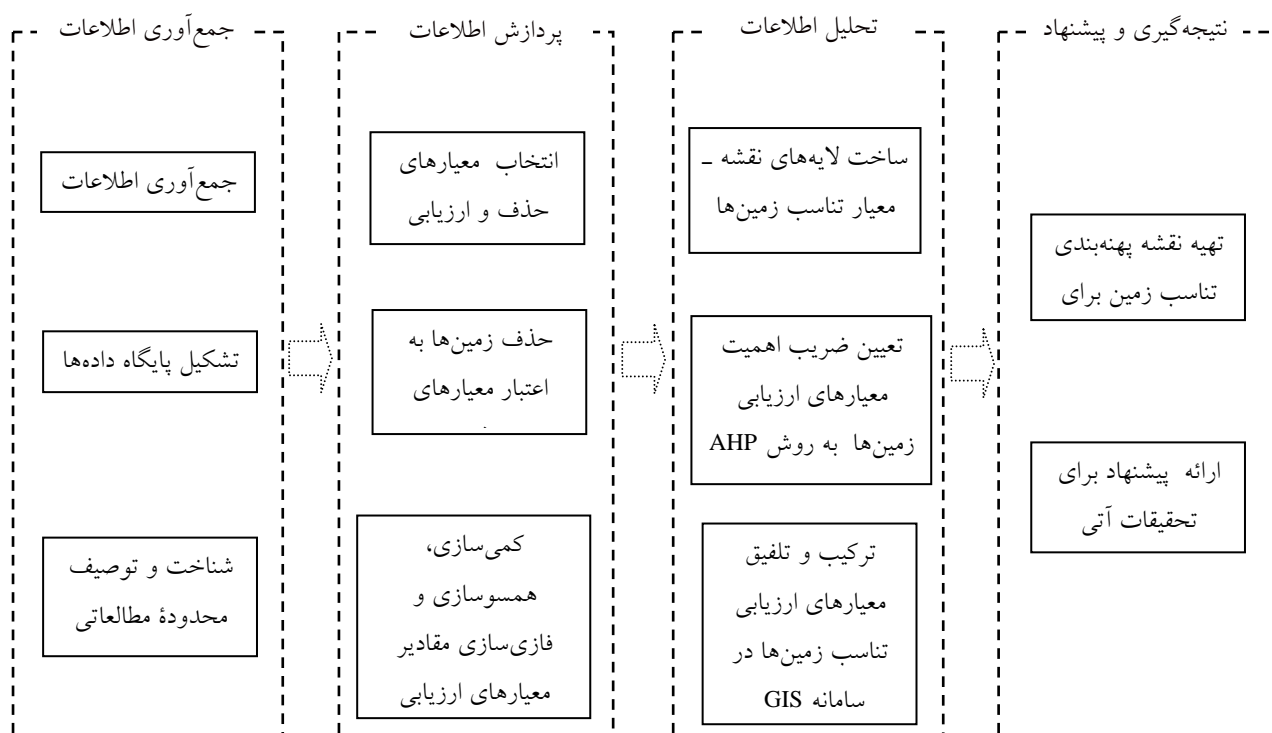 جمع‌آوری اطلاعات
جمع‌آوری اطلاعات
تشکیل پایگاه داده‌ها
شناخت و توصیف
محدودهٔ مطالعاتی
پردازش اطلاعات
انتخاب معیارهای
حذف و ارزیابی
حذف زمین‌ها به
اعتبار معیارهای
کمی‌سازی،
همسوسازی و
فازی‌سازی مقادیر
معیارهای ارزیابی
تحلیل اطلاعات
ساخت لایه‌های نقشه ـ
معیار تناسب زمین‌ها
تعیین ضریب اهمیت
معیارهای ارزیابی
زمین‌ها به روش AHP
ترکیب و تلفیق
معیارهای ارزیابی
تناسب زمین‌ها در
سامانه GIS
نتیجه‌گیری و پیشنهاد
تهیه نقشه پهنه‌بندی
تناسب زمین برای
ارائه پیشنهاد برای
تحقیقات آتی